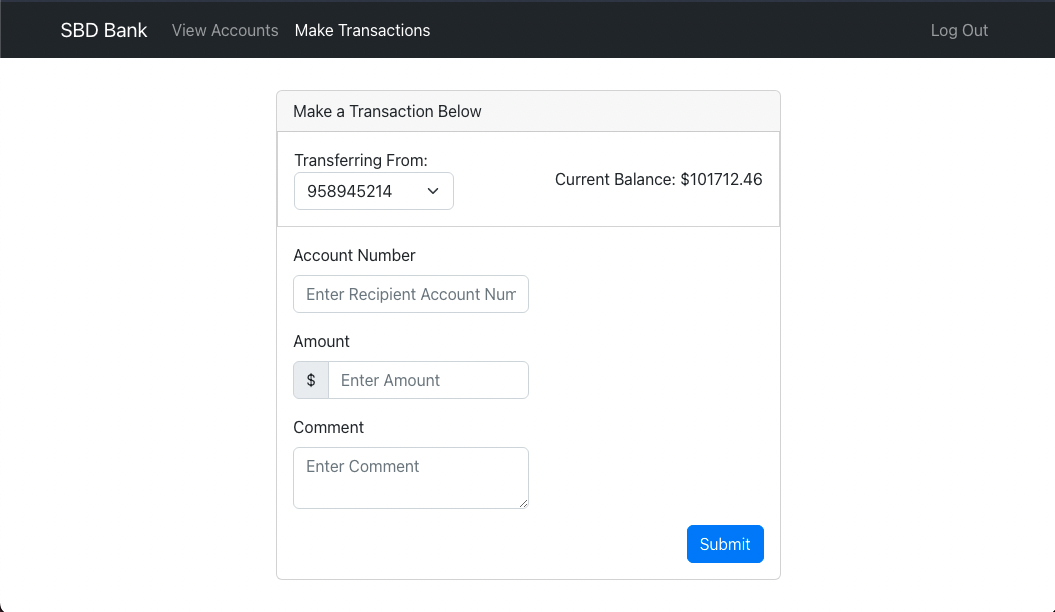 SBD Bank View Accounts Make Transactions Log Out
Make a Transaction Below
Transferring From:
958945214
Current Balance: $101712.46
Account Number
Enter Recipient Account Num
Amount
$ Enter Amount
Comment
Enter Comment
Submit